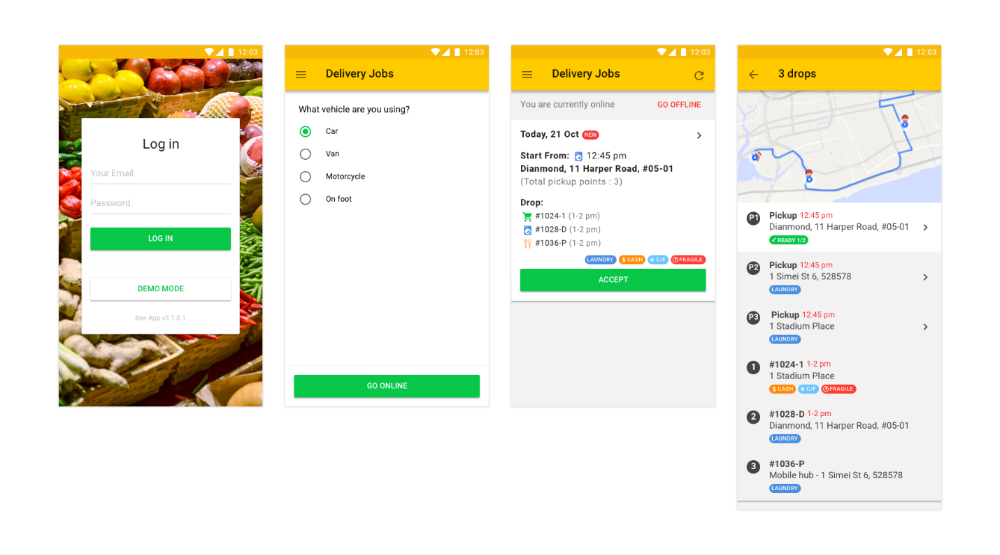 12:03
Log in
Your Email
Password
LOG IN
DEMO MODE
Bee App v3.1.0.1
12:03
Delivery Jobs
What vehicle are you using?
Car
Van
Motorcycle
On foot
GO ONLINE
12:03
Delivery Jobs
You are currently online GO OFFLINE
Today, 21 Oct NEW
Start From: 12:45 pm
Dianmond, 11 Harper Road, #05-01
(Total pickup points : 3)
Drop:
#1024-1 (1-2 pm)
#1028-D (1-2 pm)
#1036-P (1-2 pm)
LAUNDRY $ CASH C/F FRAGILE
ACCEPT
12:03
3 drops
C
A
B
P1 Pickup 12:45 pm
Dianmond, 11 Harper Road, #05-01
✓ READY 1/2
P2 Pickup 12:45 pm
1 Simei St 6, 528578
LAUNDRY
P3 Pickup 12:45 pm
1 Stadium Place
LAUNDRY
1 #1024-1 1-2 pm
1 Stadium Place
$ CASH C/F FRAGILE
2 #1028-D 1-2 pm
Dianmond, 11 Harper Road, #05-01
LAUNDRY
3 #1036-P
Mobile hub - 1 Simei St 6, 528578
LAUNDRY